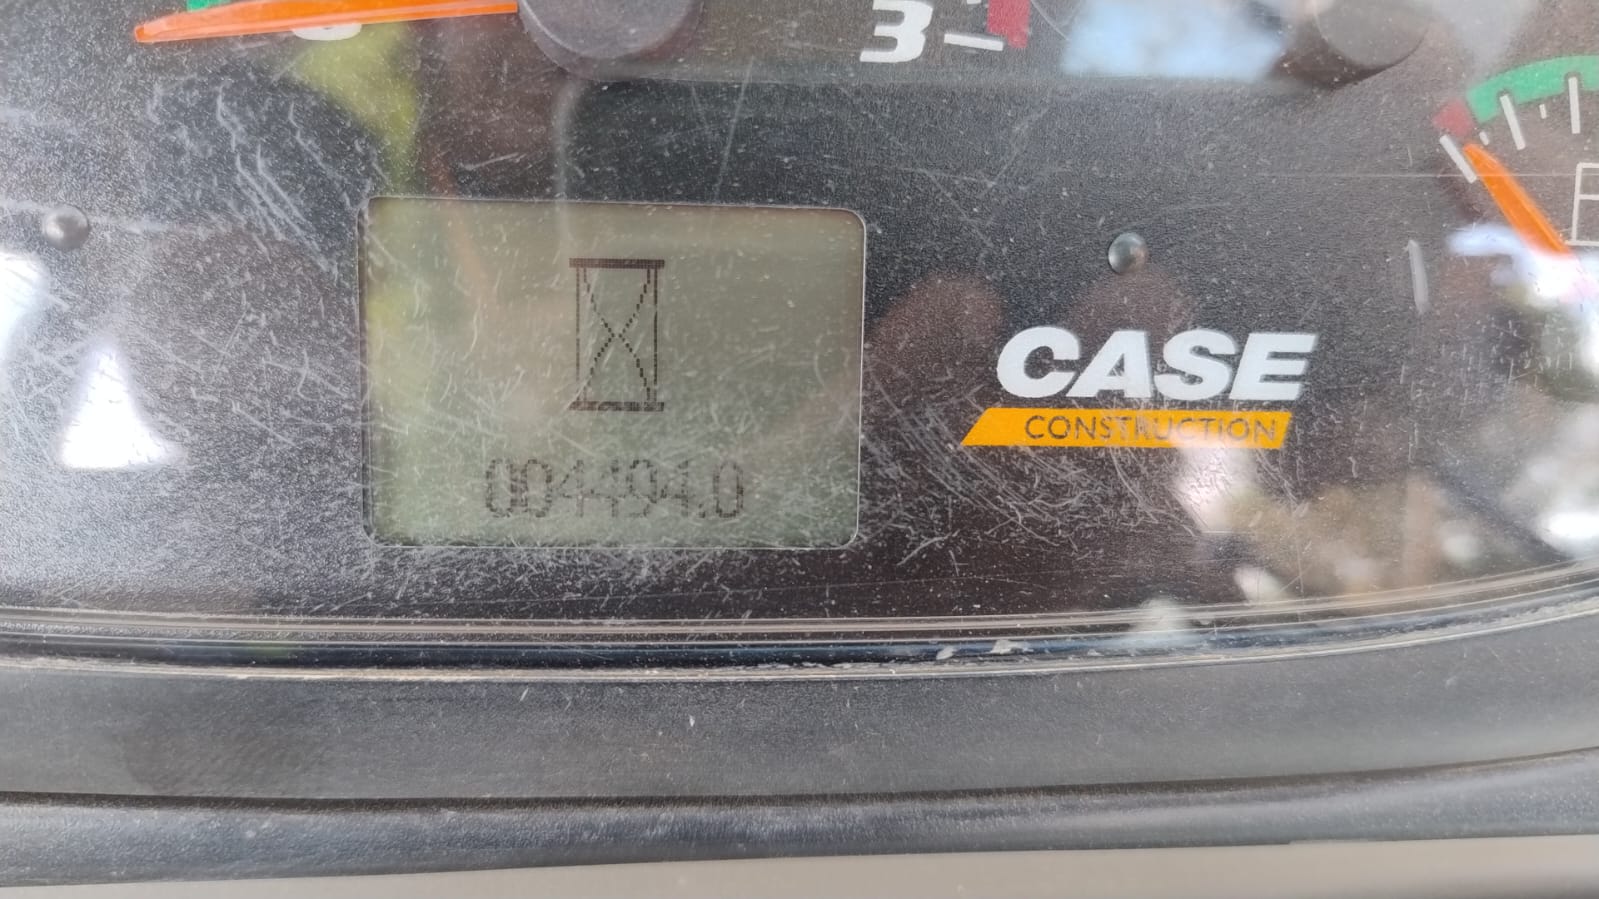 3
CASE
CONSTRUCTION
004494.0